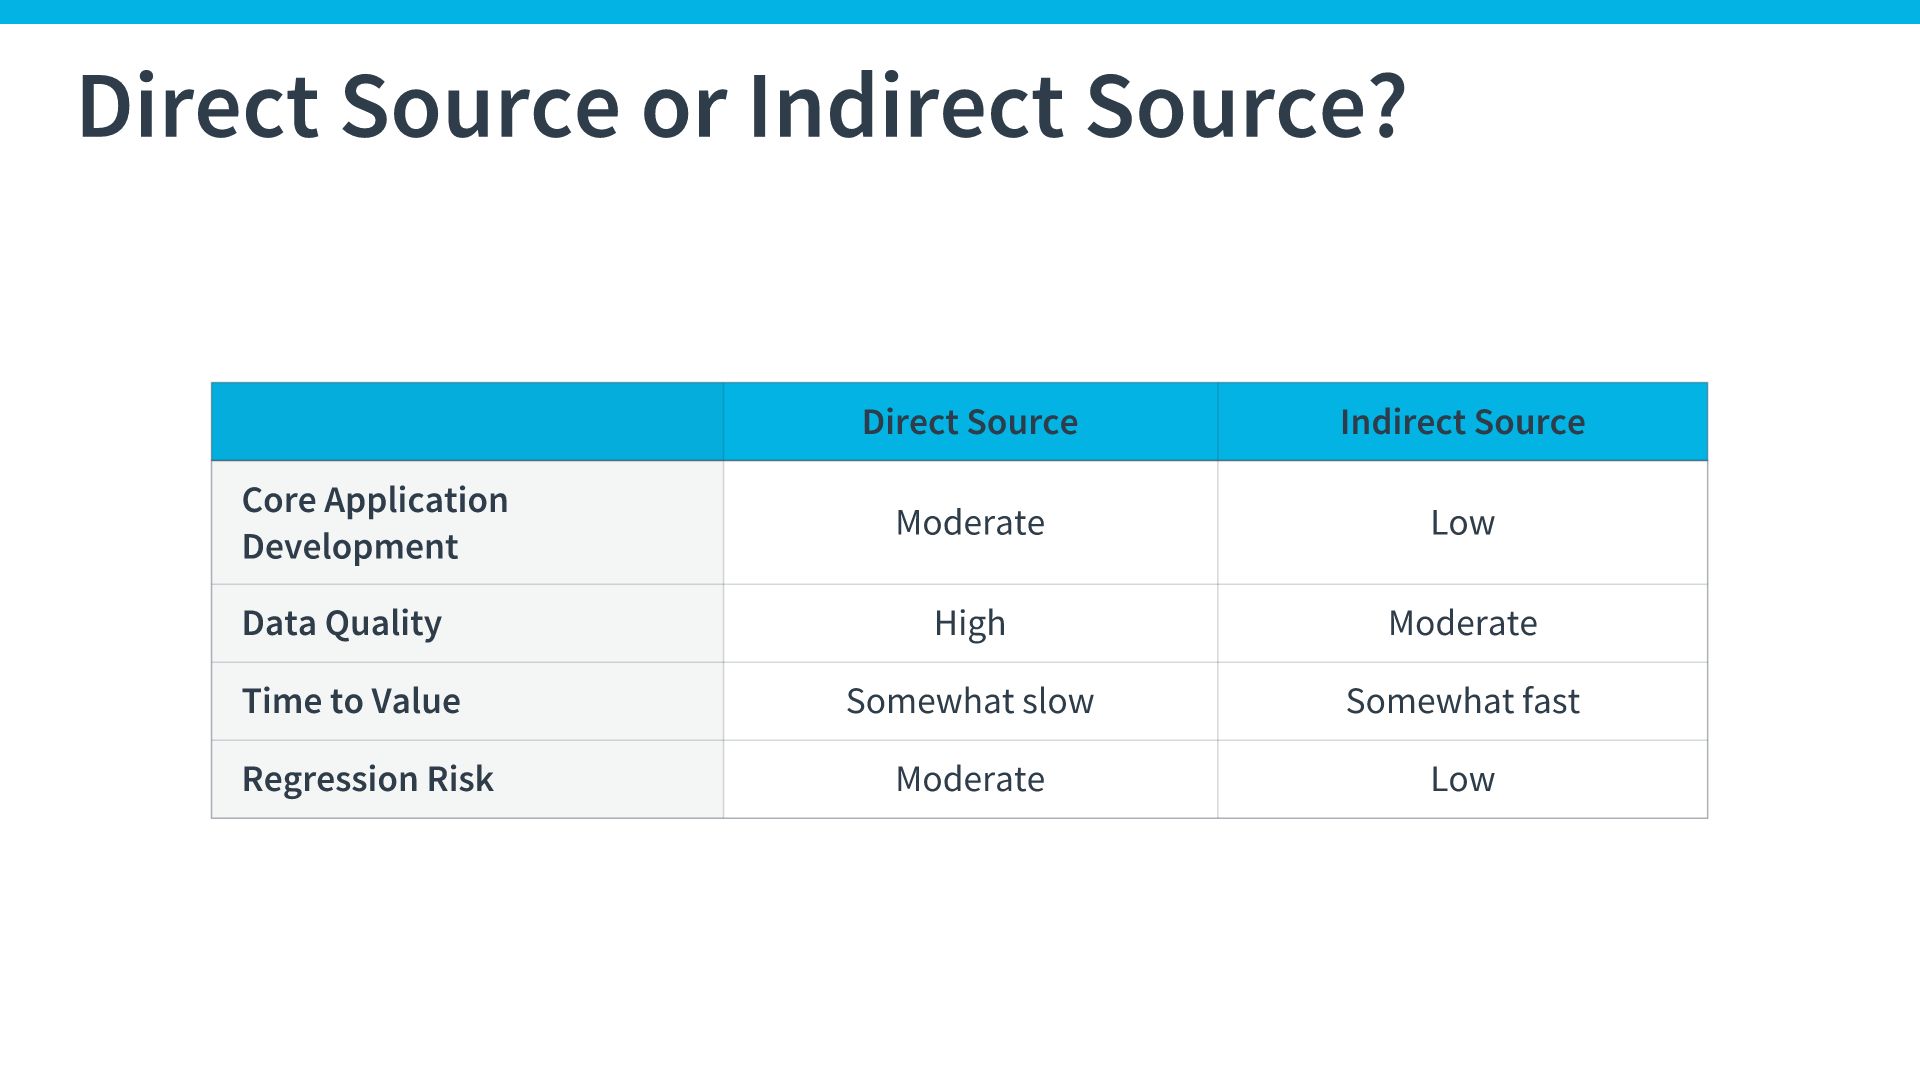 Direct Source or Indirect Source?
Direct Source Indirect Source
Core Application
Development
Moderate Low
Data Quality High Moderate
Time to Value Somewhat slow Somewhat fast
Regression Risk Moderate Low